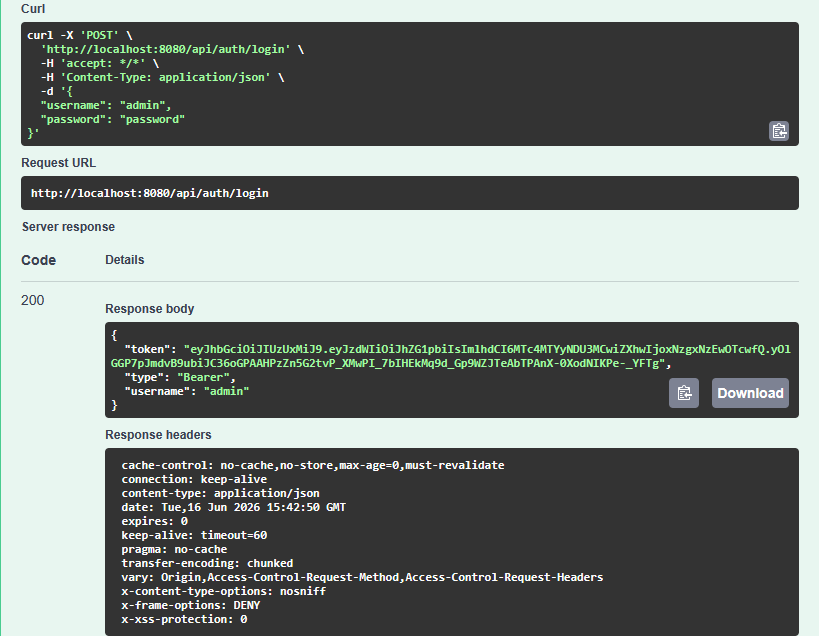 Curl
curl -X 'POST' \
  'http://localhost:8080/api/auth/login' \
  -H 'accept: */*' \
  -H 'Content-Type: application/json' \
  -d '{
  "username": "admin",
  "password": "password"
}'
Request URL
http://localhost:8080/api/auth/login
Server response
Code Details
200
Response body
{
  "token": "eyJhbGciOiJIUzUxMiJ9.eyJzdWIiOiJhZG1pbiIsImlhdCI6MTc4MTYyNDU3MCwiZXhwIjoxNzgxNzEwOTcwfQ.yOl
GGP7pJmdvB9ubiJC36oGPAAHPzZn5G2tvP_XMwPI_7bIHEkMq9d_Gp9WZJTeAbTPAnX-0XodNIKPe-_YFTg",
  "type": "Bearer",
  "username": "admin"
}
Download
Response headers
cache-control: no-cache,no-store,max-age=0,must-revalidate
connection: keep-alive
content-type: application/json
date: Tue,16 Jun 2026 15:42:50 GMT
expires: 0
keep-alive: timeout=60
pragma: no-cache
transfer-encoding: chunked
vary: Origin,Access-Control-Request-Method,Access-Control-Request-Headers
x-content-type-options: nosniff
x-frame-options: DENY
x-xss-protection: 0